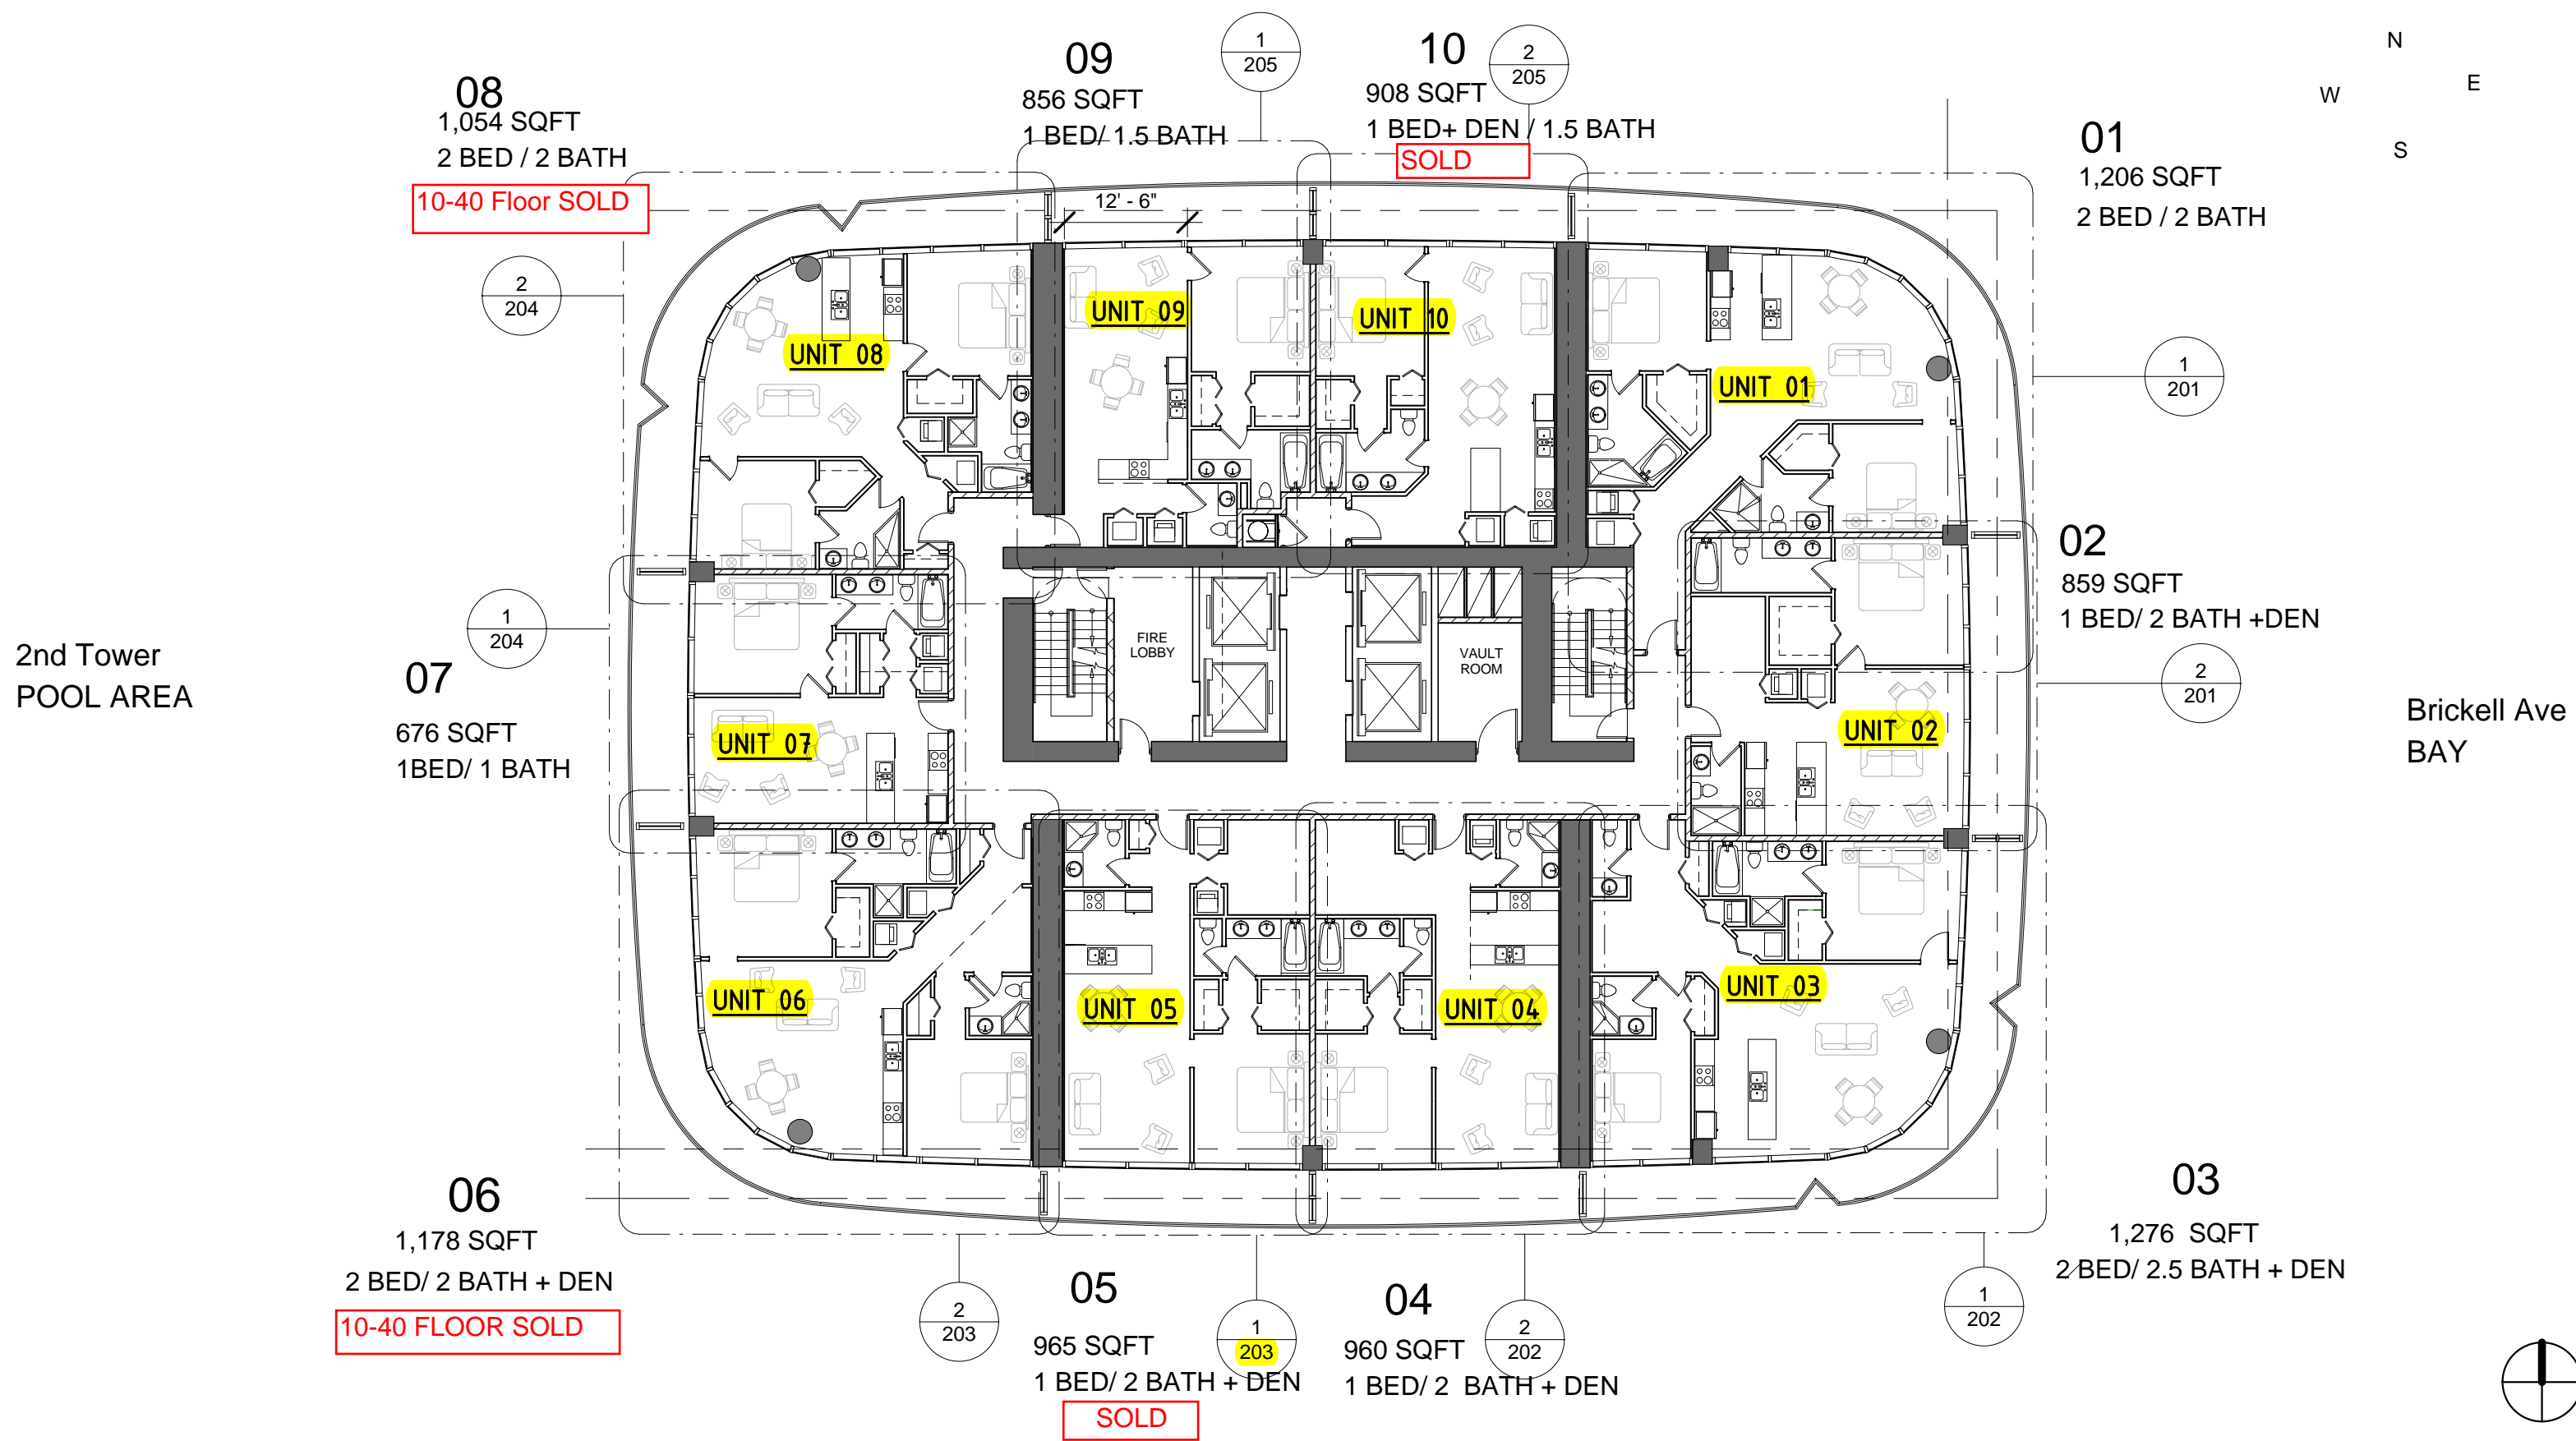 N
W
E
S
08
1,054 SQFT
2 BED / 2 BATH
10-40 Floor SOLD
09
856 SQFT
1 BED/ 1.5 BATH
1
205
10
908 SQFT
1 BED+ DEN / 1.5 BATH
SOLD
2
205
01
1,206 SQFT
2 BED / 2 BATH
12' - 6"
2
204
UNIT 08
UNIT 09
UNIT 10
UNIT 01
1
201
02
859 SQFT
1 BED/ 2 BATH +DEN
1
204
2nd Tower
POOL AREA
07
676 SQFT
1BED/ 1 BATH
FIRE
LOBBY
VAULT
ROOM
2
201
Brickell Ave
BAY
UNIT 07
UNIT 02
UNIT 06
UNIT 05
UNIT 04
UNIT 03
06
1,178 SQFT
2 BED/ 2 BATH + DEN
10-40 FLOOR SOLD
2
203
05
965 SQFT
1 BED/ 2 BATH + DEN
SOLD
1
203
04
960 SQFT
1 BED/ 2 BATH + DEN
2
202
1
202
03
1,276 SQFT
2 BED/ 2.5 BATH + DEN